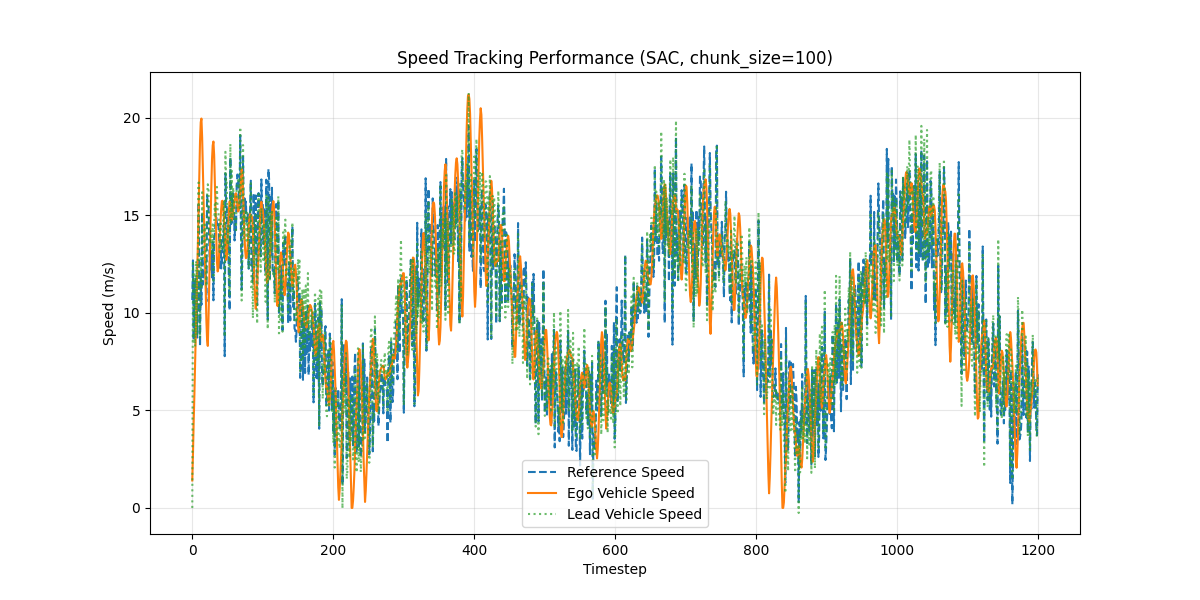 Speed Tracking Performance (SAC, chunk_size=100)
20
15
10
5
0
Speed (m/s)
Reference Speed
Ego Vehicle Speed
Lead Vehicle Speed
0 200 400 600 800 1000 1200
Timestep